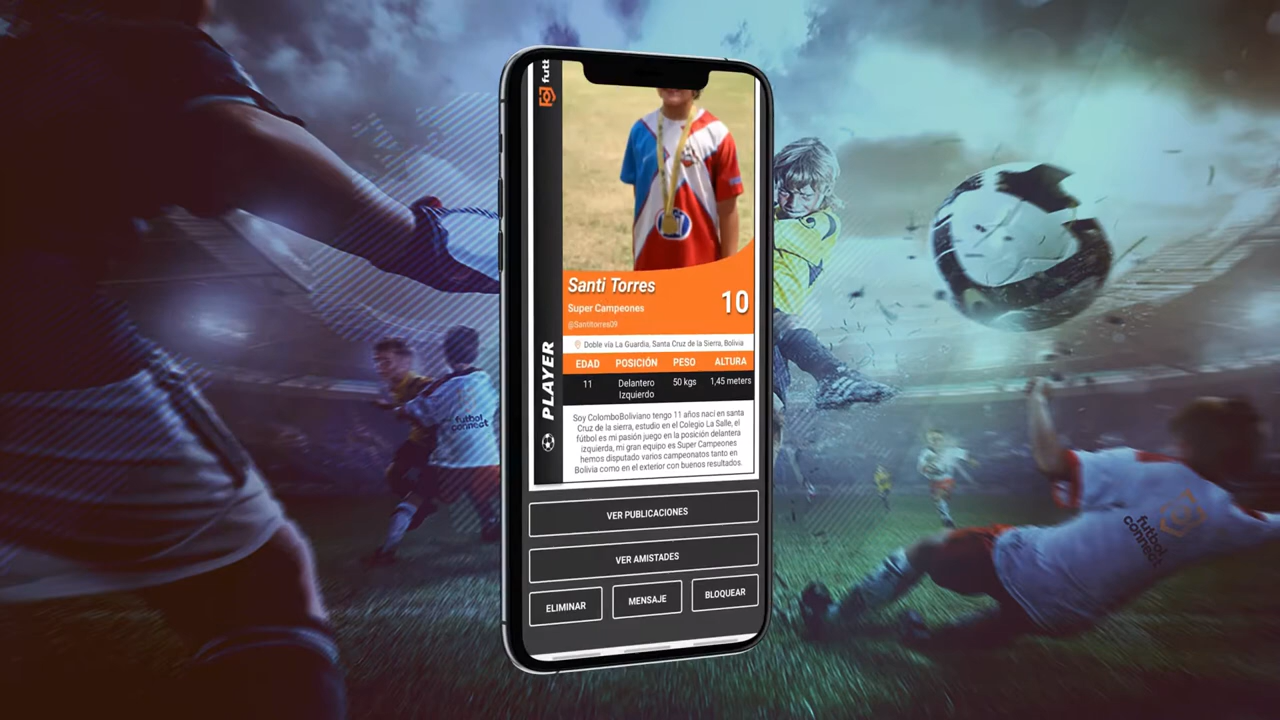 futb
PLAYER
Santi Torres
10
Super Campeones
@Santitorres09
Doble vía La Guardia, Santa Cruz de la Sierra, Bolivia
EDAD POSICIÓN PESO ALTURA
11 Delantero 50 kgs 1,45 meters
Izquierdo
Soy ColomboBoliviano tengo 11 años naci en santa
Cruz de la sierra, estudio en el Colegio La Salle, el
fútbol es mi pasión juego en la posición delantera
izquierda, mi gran equipo es Super Campeones
hemos disputado varios campeonatos tanto en
Bolivia como en el exterior con buenos resultados.
VER PUBLICACIONES
VER AMISTADES
ELIMINAR MENSAJE BLOQUEAR
futbol
connect
futbol
connect